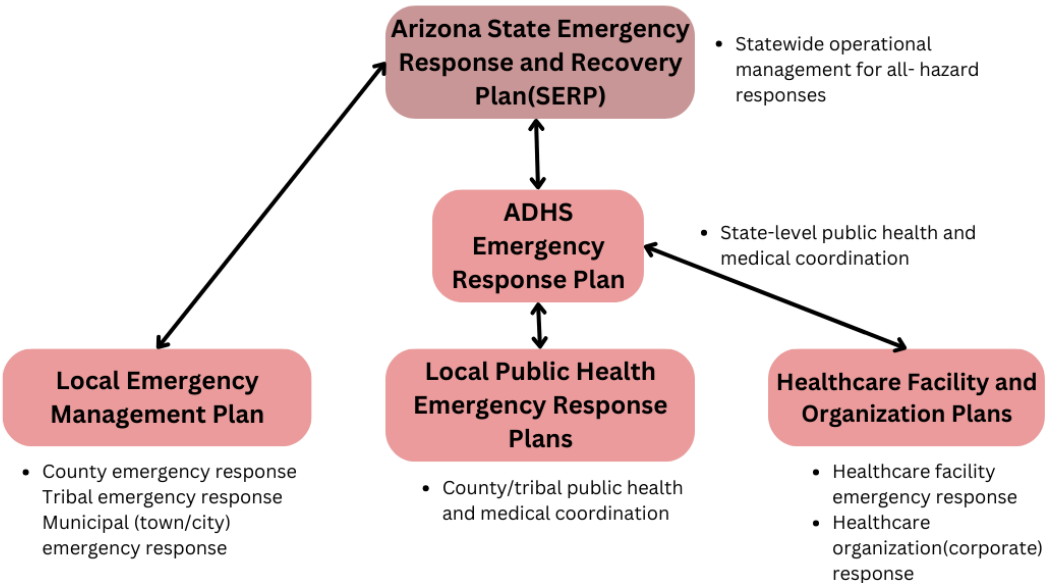 Arizona State Emergency
Response and Recovery
Plan(SERP)
• Statewide operational
management for all- hazard
responses
ADHS
Emergency
Response Plan
• State-level public health and
medical coordination
Local Emergency
Management Plan
• County emergency response
Tribal emergency response
Municipal (town/city)
emergency response
Local Public Health
Emergency Response
Plans
• County/tribal public health
and medical coordination
Healthcare Facility and
Organization Plans
• Healthcare facility
emergency response
• Healthcare
organization(corporate)
response